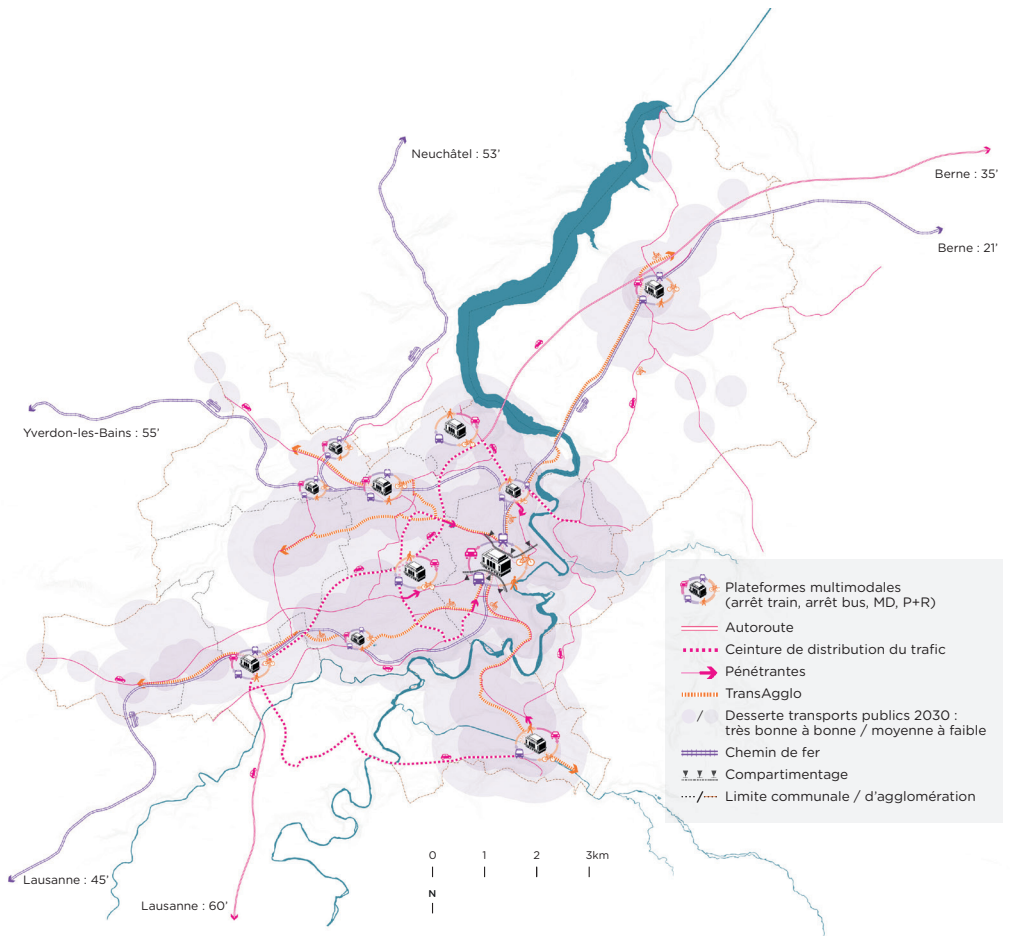 Neuchâtel : 53’
Berne : 35’
Berne : 21’
Yverdon-les-Bains : 55’
Plateformes multimodales
(arrêt train, arrêt bus, MD, P+R)
Autoroute
Ceinture de distribution du trafic
Pénétrantes
TransAgglo
/ Desserte transports publics 2030 :
très bonne à bonne / moyenne à faible
Chemin de fer
Compartimentage
/ Limite communale / d’agglomération
0 1 2 3km
N
Lausanne : 45’
Lausanne : 60’